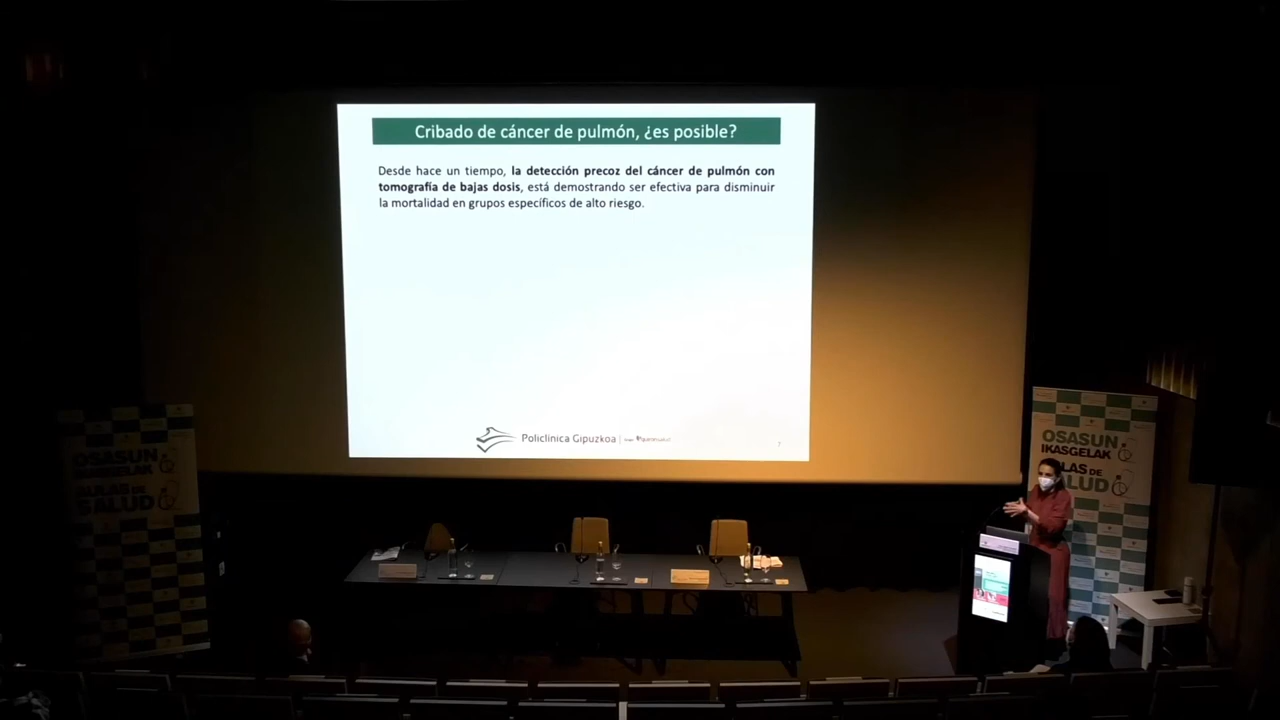 Cribado de cáncer de pulmón, ¿es posible?
Desde hace un tiempo, la detección precoz del cáncer de pulmón con
tomografía de bajas dosis, está demostrando ser efectiva para disminuir
la mortalidad en grupos específicos de alto riesgo.
Policlínica Gipuzkoa
7
OSASUN
IKASGELAK
AULAS DE
SALUD
OSASUN
IKASGELAK
AULAS DE
SALUD